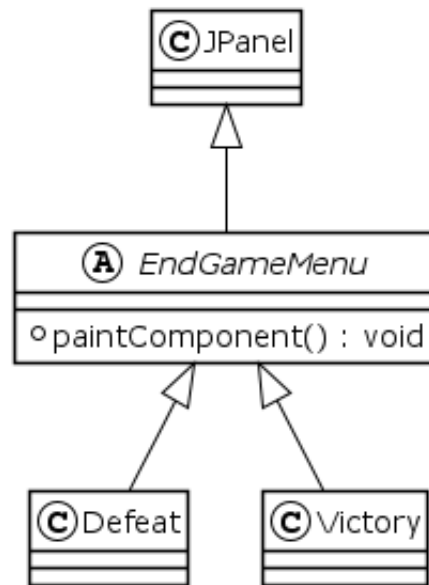 C JPanel
A EndGameMenu
paintComponent() : void
C Defeat
C Victory